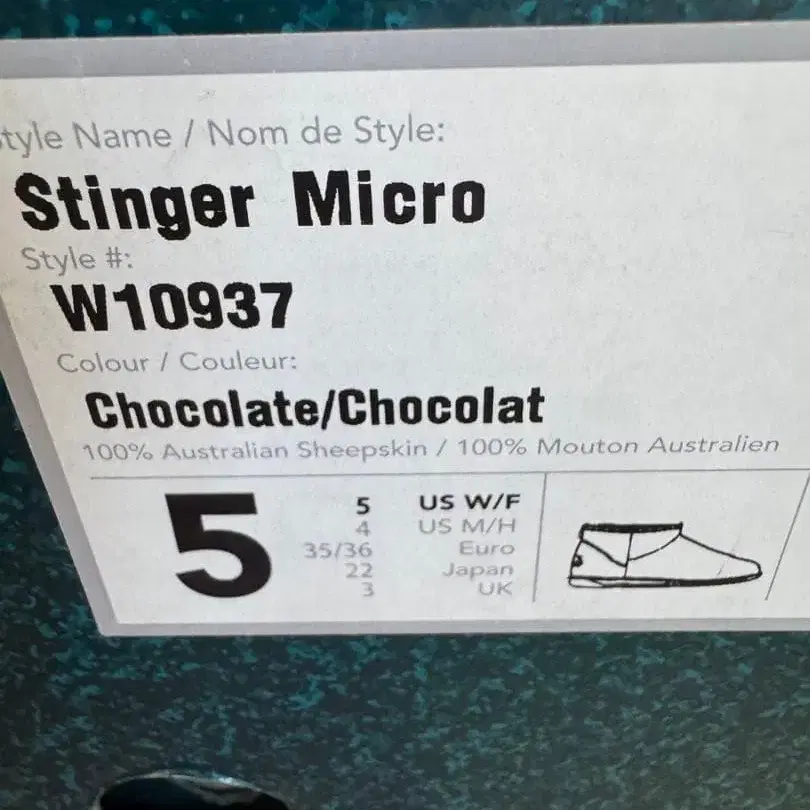 Style Name / Nom de Style:
Stinger Micro
Style #:
W10937
Colour / Couleur:
Chocolate/Chocolat
100% Australian Sheepskin / 100% Mouton Australien
5
5 US W/F
4 US M/H
35/36 Euro
22 Japan
3 UK